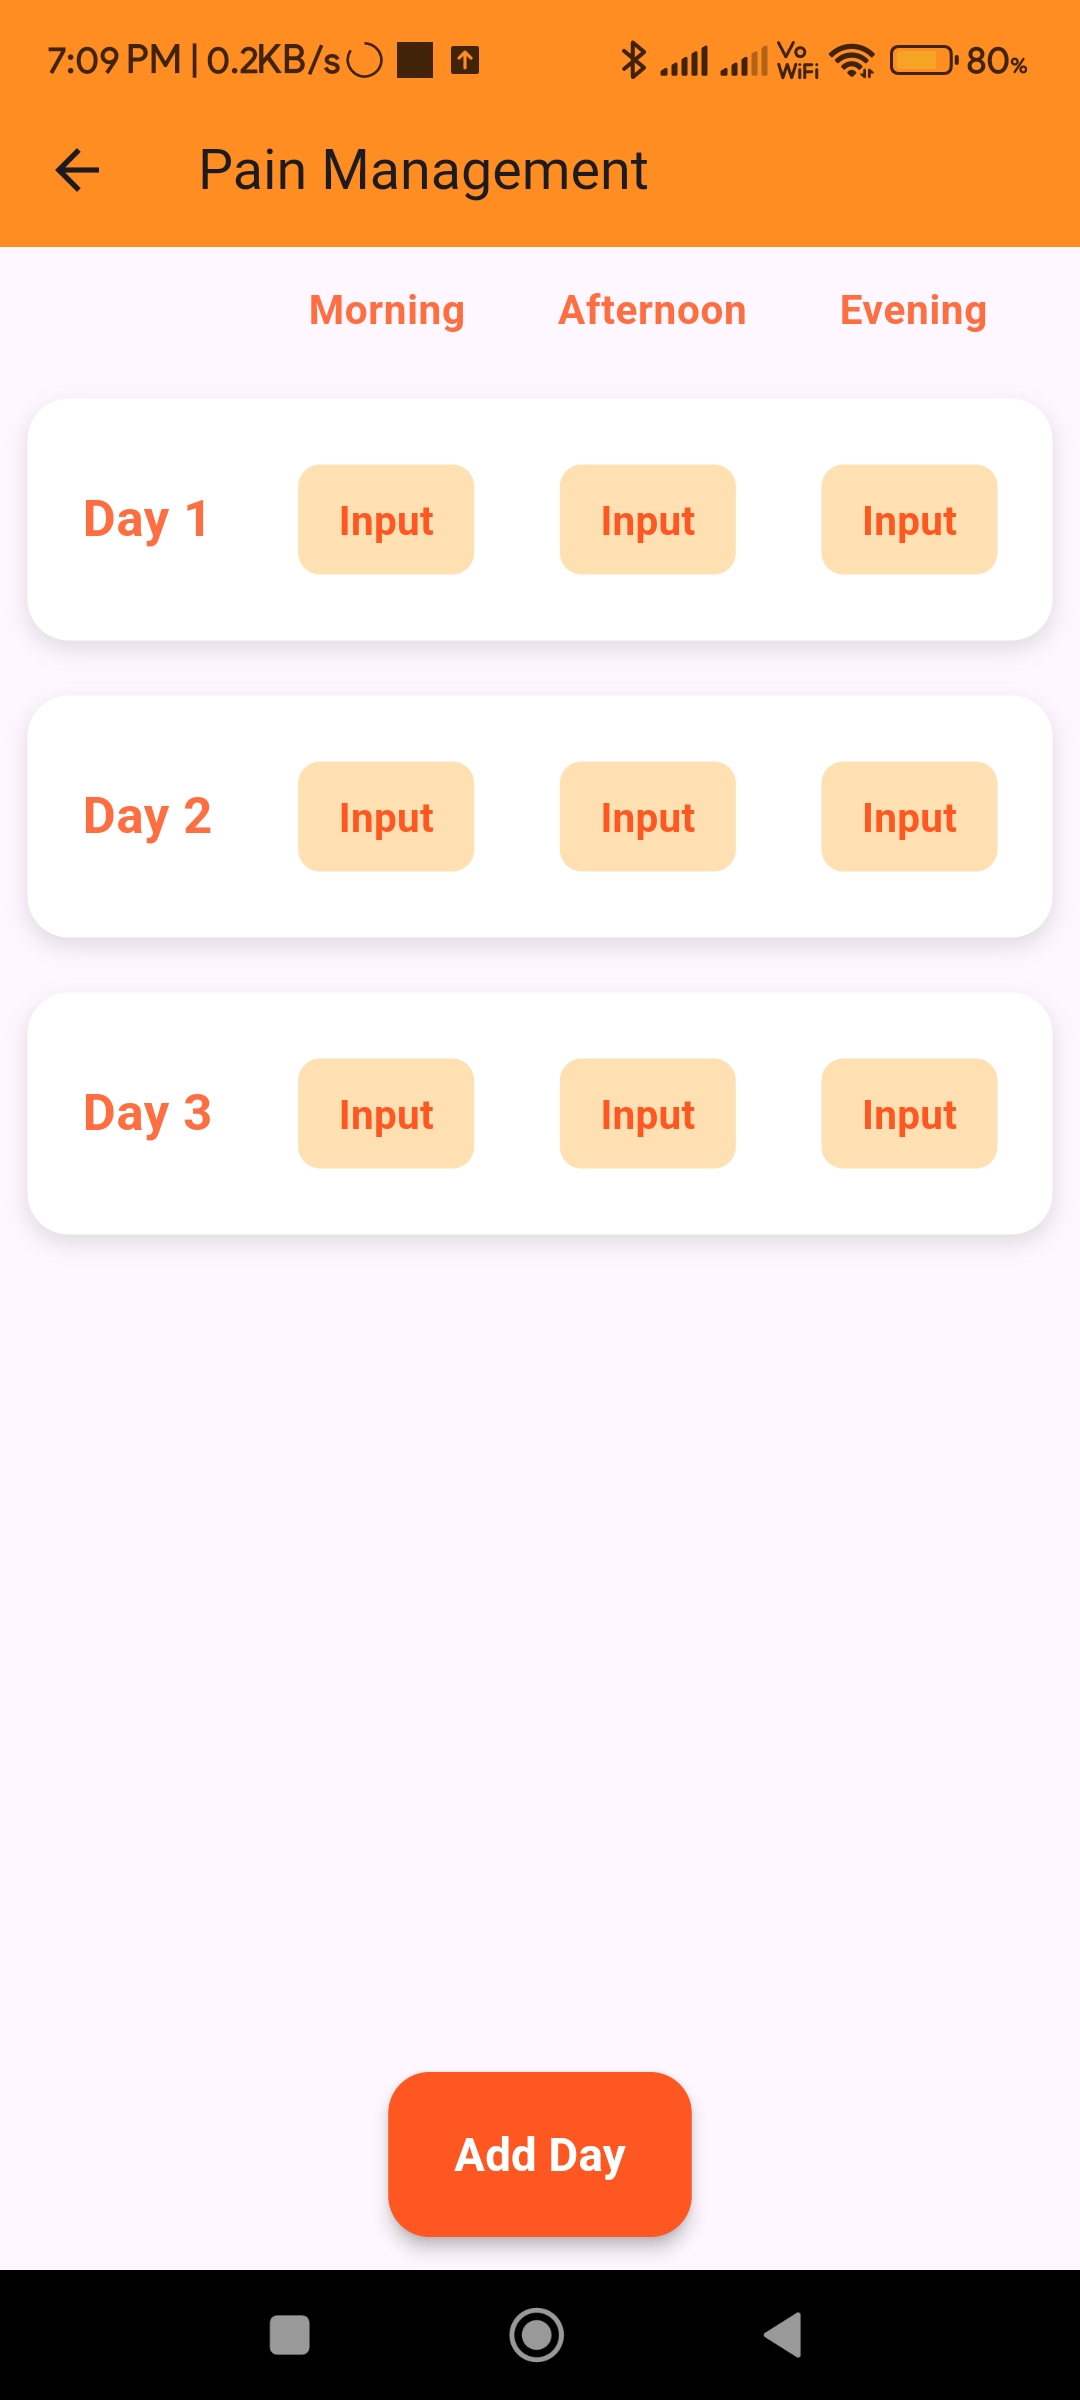 7:09 PM | 0.2KB/s Vo WiFi 80%
Pain Management
Morning Afternoon Evening
Day 1 Input Input Input
Day 2 Input Input Input
Day 3 Input Input Input
Add Day